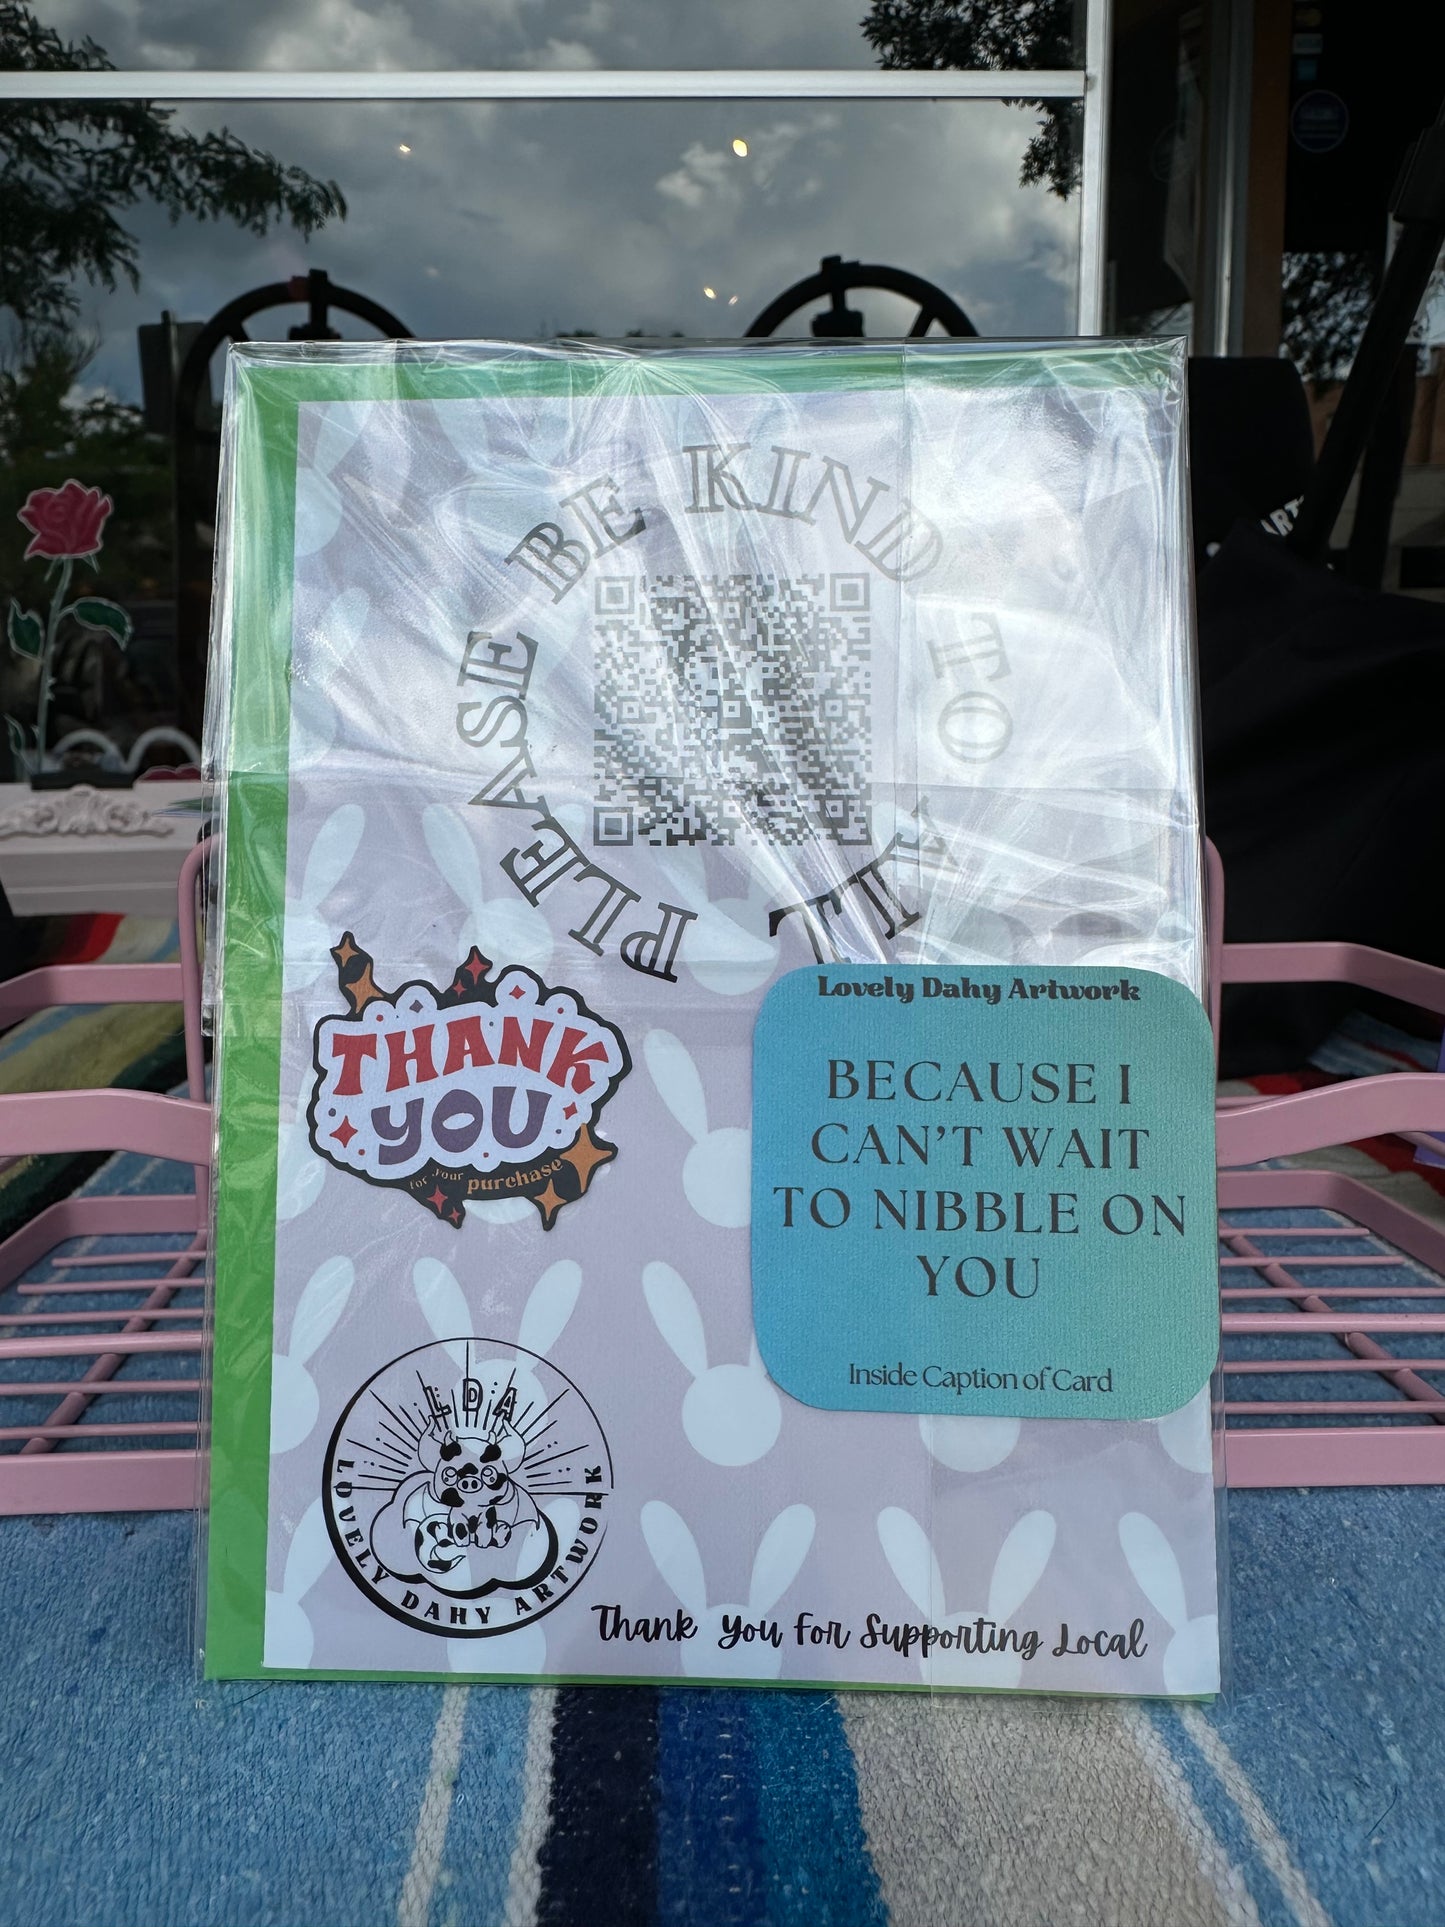 PLEASE BE KIND TO ALL
THANK
YOU
for your purchase
Lovely Dahy Artwork
BECAUSE I
CAN'T WAIT
TO NIBBLE ON
YOU
Inside Caption of Card
LDA
LOVELY DAHY ARTWORK
Thank You For Supporting Local
ART